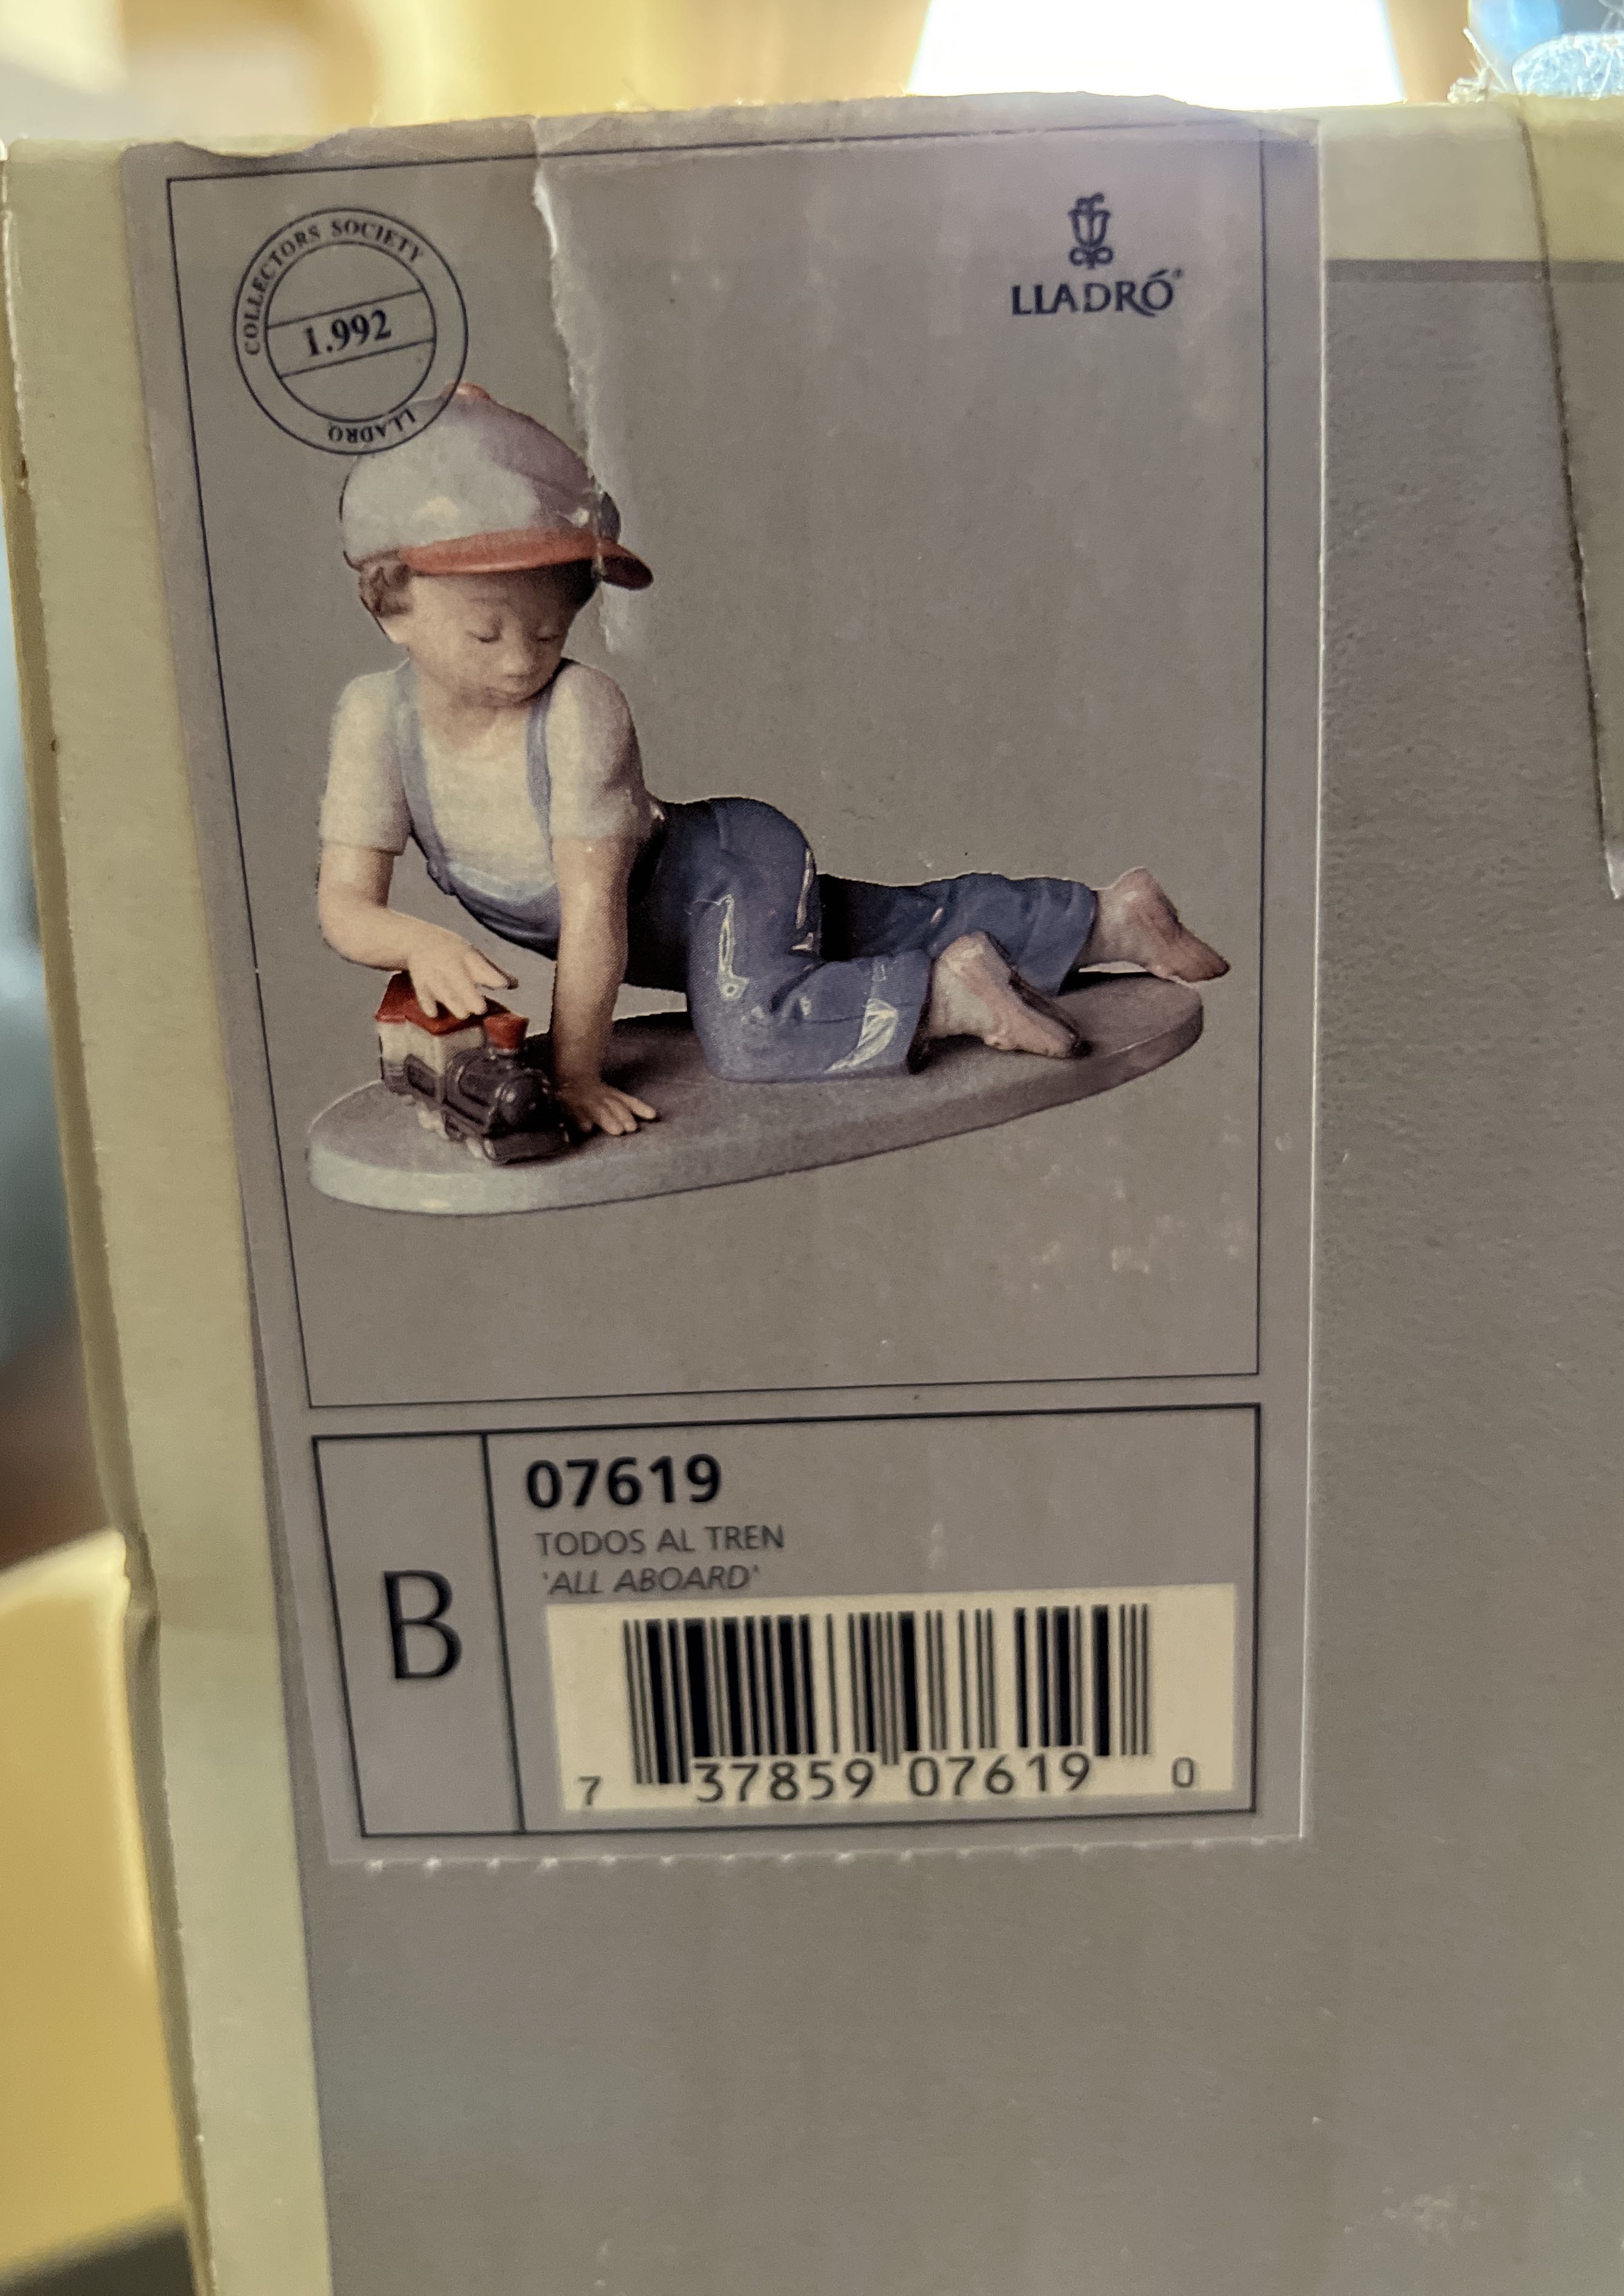 COLLECTORS SOCIETY
1.992
LLADRÓ
LLADRÓ®
07619
TODOS AL TREN
'ALL ABOARD'
B
7 37859 07619 0